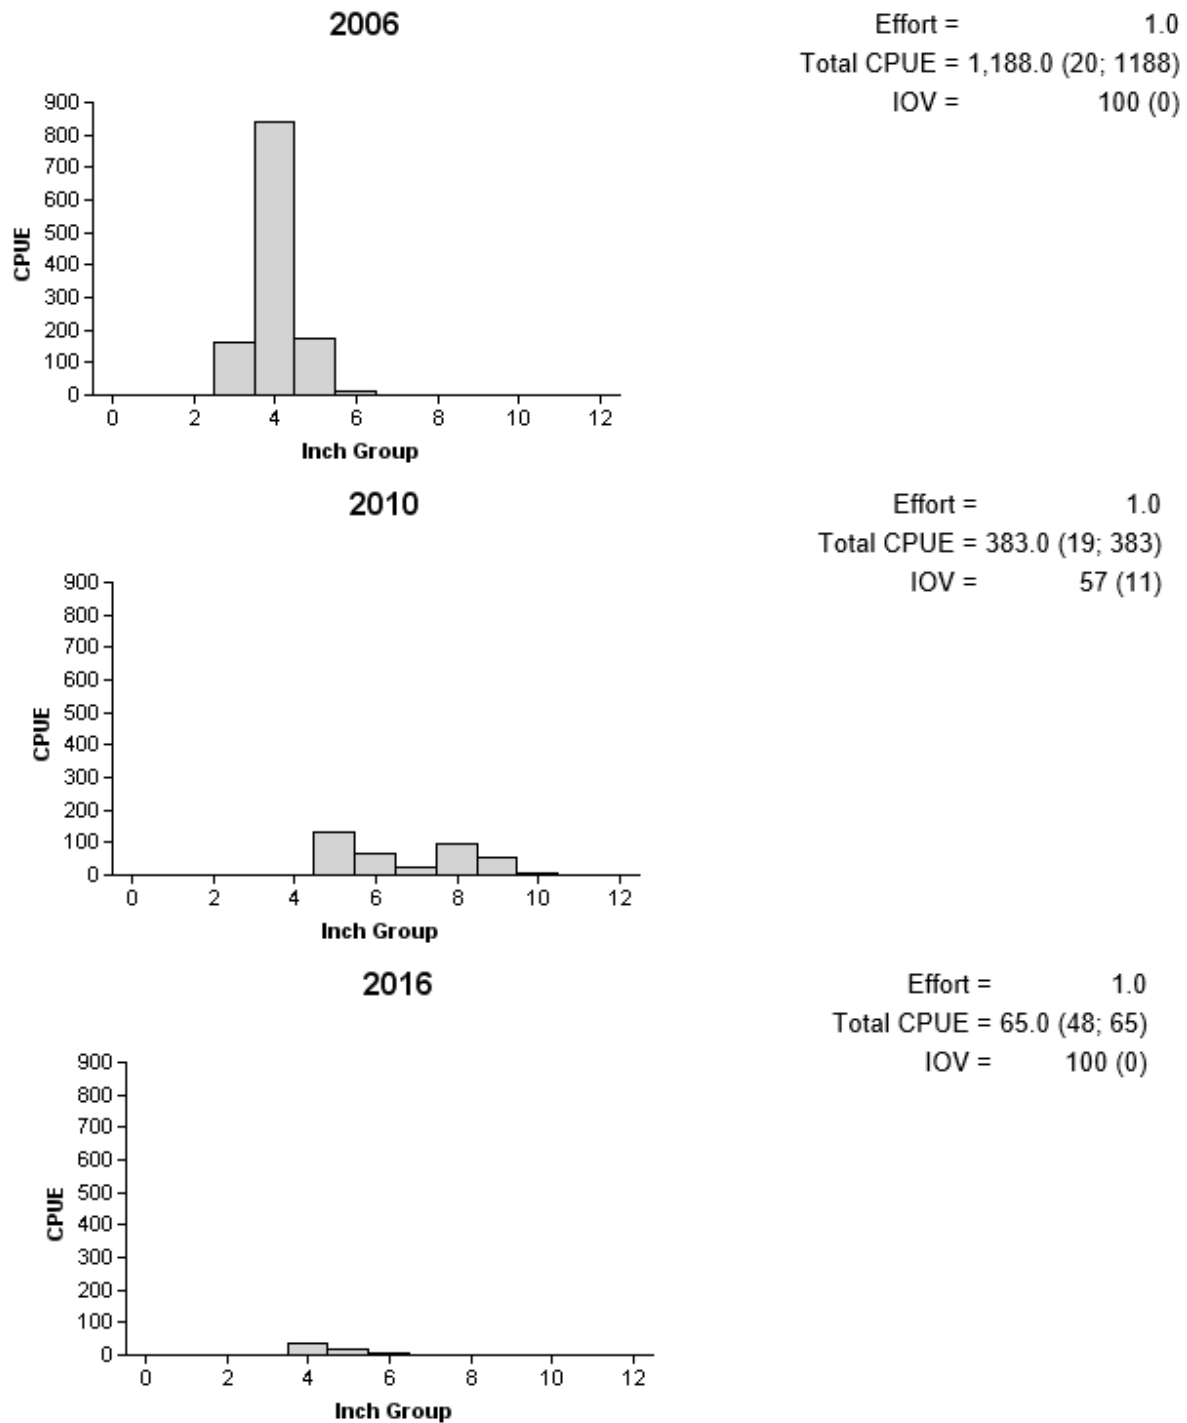 2006
Effort = 1.0
Total CPUE = 1,188.0 (20; 1188)
IOV = 100 (0)
900
800
700
600
500
400
300
200
100
0
CPUE
0 2 4 6 8 10 12
Inch Group
2010
Effort = 1.0
Total CPUE = 383.0 (19; 383)
IOV = 57 (11)
900
800
700
600
500
400
300
200
100
0
CPUE
0 2 4 6 8 10 12
Inch Group
2016
Effort = 1.0
Total CPUE = 65.0 (48; 65)
IOV = 100 (0)
900
800
700
600
500
400
300
200
100
0
CPUE
0 2 4 6 8 10 12
Inch Group